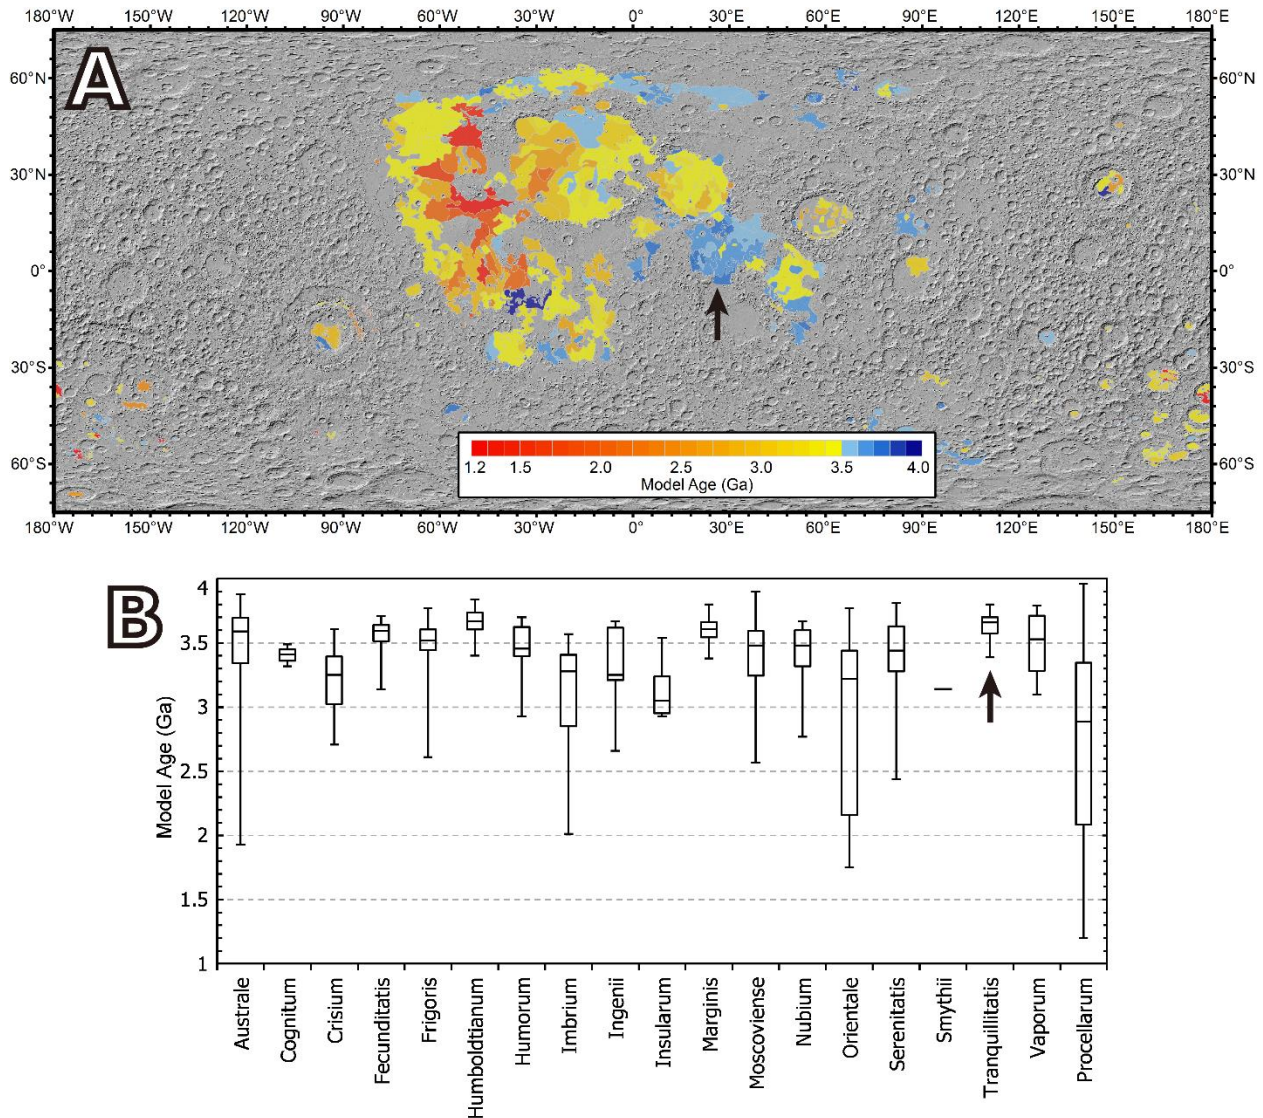 180°W 150°W 120°W 90°W 60°W 30°W 0° 30°E 60°E 90°E 120°E 150°E 180°E
A
60°N 60°N
30°N 30°N
0° 0°
30°S 30°S
60°S 60°S
1.2 1.5 2.0 2.5 3.0 3.5 4.0
Model Age (Ga)
180°W 150°W 120°W 90°W 60°W 30°W 0° 30°E 60°E 90°E 120°E 150°E 180°E
B
Model Age (Ga)
4
3.5
3
2.5
2
1.5
1
Australe
Cognitum
Crisium
Fecunditatis
Frigoris
Humboldtianum
Humorum
Imbrium
Ingenii
Insularum
Marginis
Moscoviense
Nubium
Orientale
Serenitatis
Smythii
Tranquillitatis
Vaporum
Procellarum